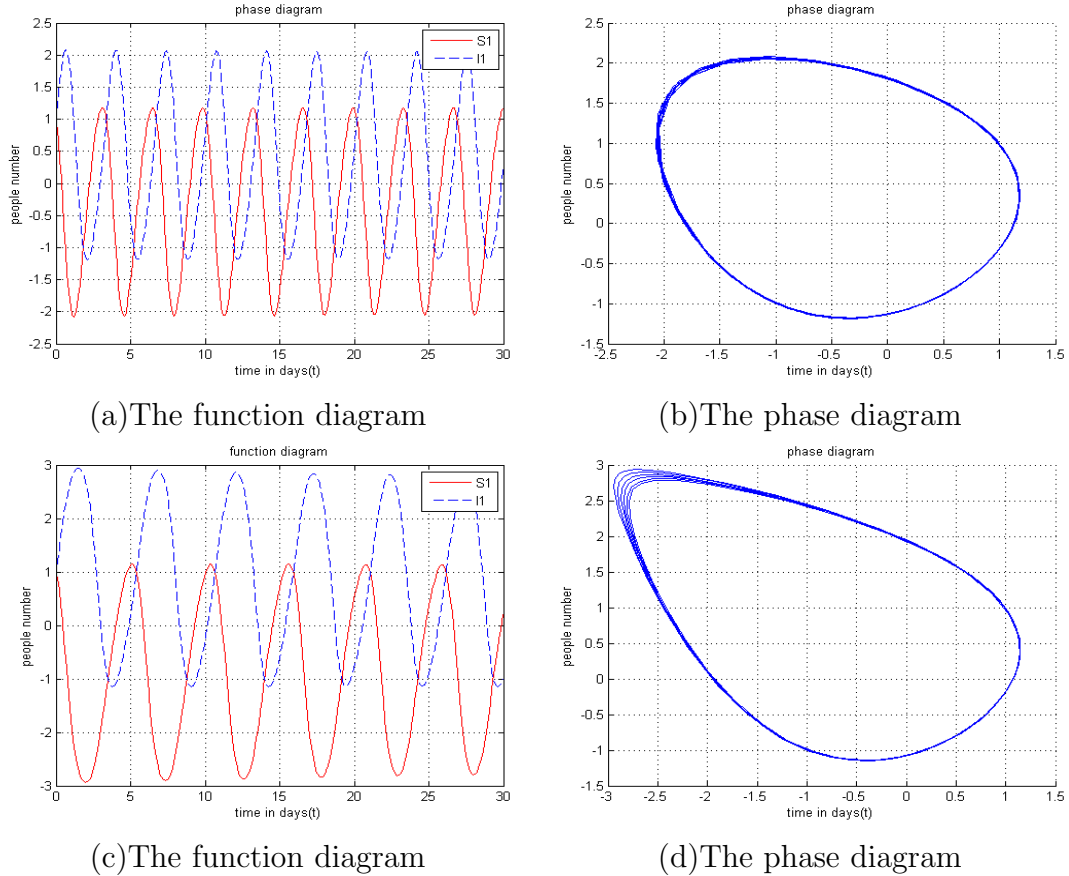 phase diagram
2.5
2
1.5
1
0.5
0
-0.5
-1
-1.5
-2
-2.5
people number
S1
I1
0 5 10 15 20 25 30
time in days(t)
phase diagram
2.5
2
1.5
1
0.5
0
-0.5
-1
-1.5
people number
-2.5 -2 -1.5 -1 -0.5 0 0.5 1 1.5
time in days(t)
(a)The function diagram
(b)The phase diagram
function diagram
3
2
1
0
-1
-2
-3
people number
S1
I1
0 5 10 15 20 25 30
time in days(t)
phase diagram
3
2.5
2
1.5
1
0.5
0
-0.5
-1
-1.5
people number
-3 -2.5 -2 -1.5 -1 -0.5 0 0.5 1 1.5
time in days(t)
(c)The function diagram
(d)The phase diagram